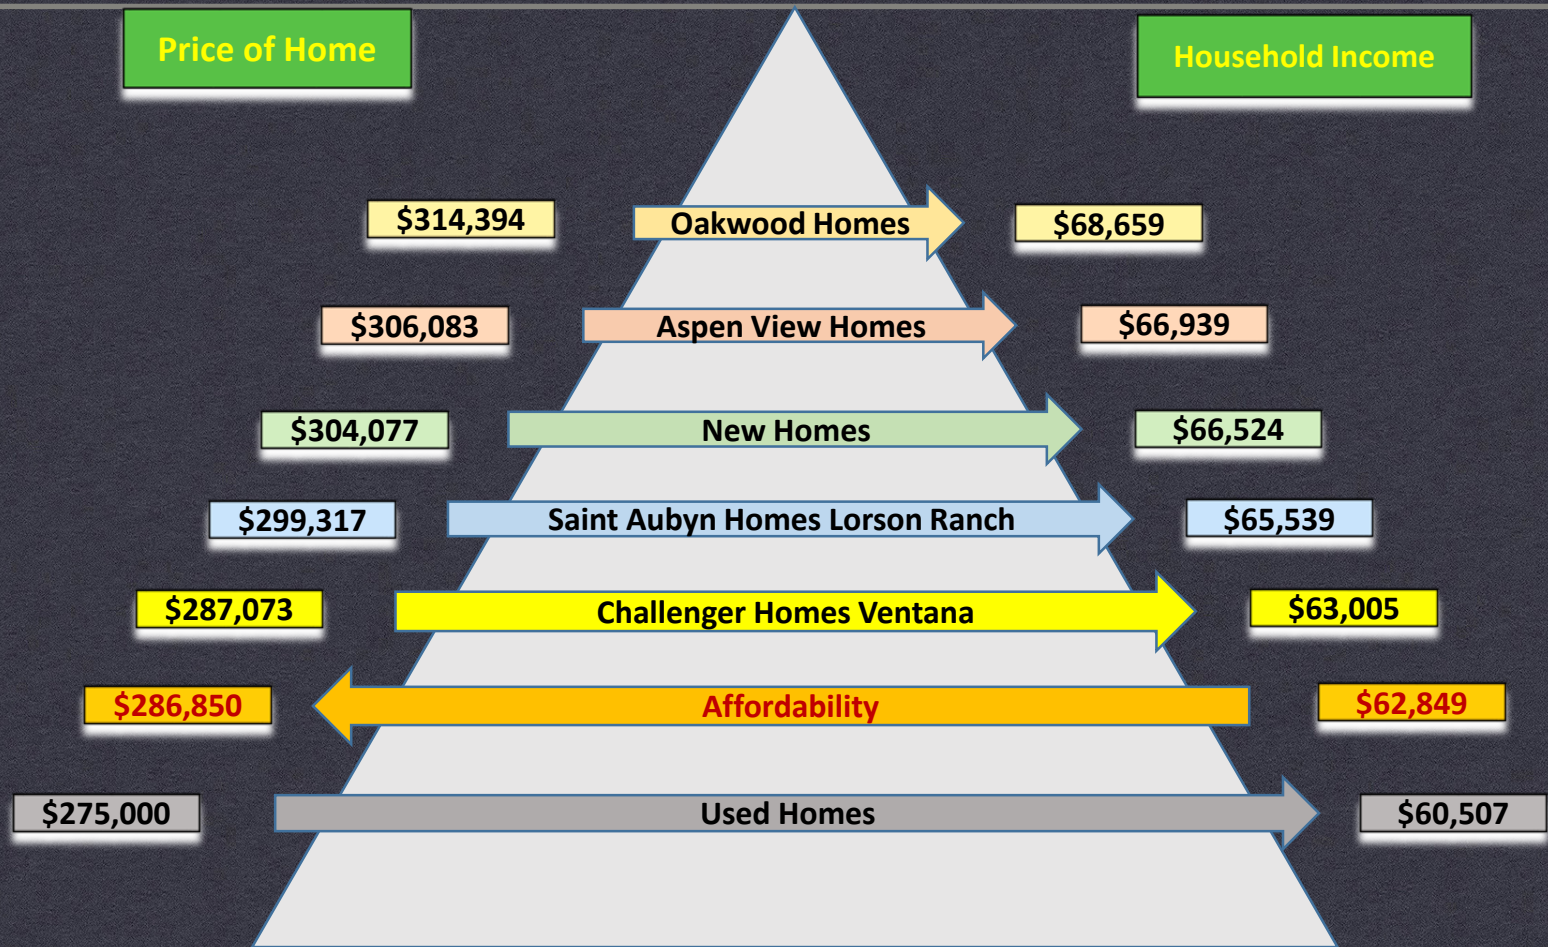 Price of Home
Household Income
$314,394
Oakwood Homes
$68,659
$306,083
Aspen View Homes
$66,939
$304,077
New Homes
$66,524
$299,317
Saint Aubyn Homes Lorson Ranch
$65,539
$287,073
Challenger Homes Ventana
$63,005
$286,850
Affordability
$62,849
$275,000
Used Homes
$60,507